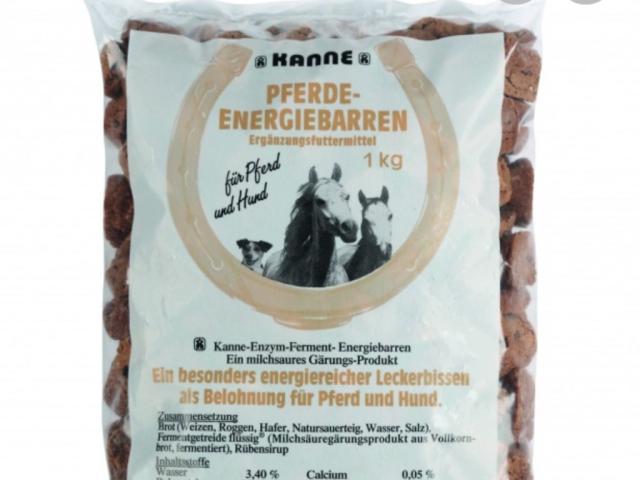 KANNE
PFERDE-
ENERGIEBARREN
Ergänzungsfuttermittel
1 kg
für Pferd
und Hund
Kanne-Enzym-Ferment- Energiebarren
Ein milchsaures Gärungs-Produkt
Ein besonders energiereicher Leckerbissen
als Belohnung für Pferd und Hund.
Zusammensetzung
Brot (Weizen, Roggen, Hafer, Natursauerteig, Wasser, Salz).
Fermentgetreide flüssig® (Milchsäuregärungsprodukt aus Vollkorn-
brot, fermentiert), Rübensirup
Inhaltsstoffe
Wasser 3,40 % Calcium 0,05 %